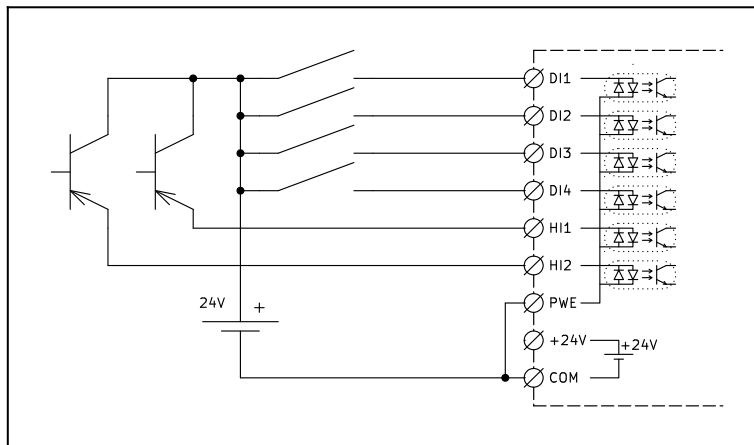 DI1
DI2
DI3
DI4
HI1
HI2
24V +
PWE
+24V
+24V
COM